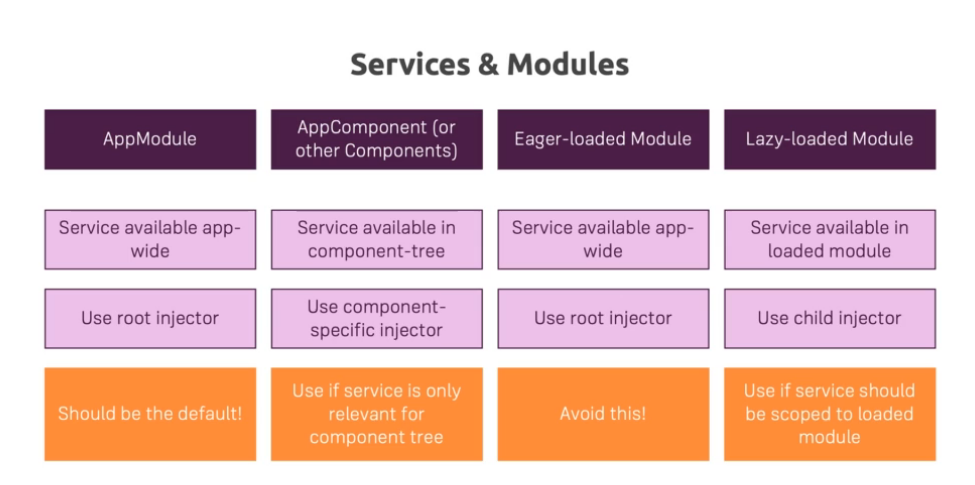 Services & Modules
AppModule
AppComponent (or
other Components)
Eager-loaded Module
Lazy-loaded Module
Service available app-
wide
Service available in
component-tree
Service available app-
wide
Service available in
loaded module
Use root injector
Use component-
specific injector
Use root injector
Use child injector
Should be the default!
Use if service is only
relevant for
component tree
Avoid this!
Use if service should
be scoped to loaded
module